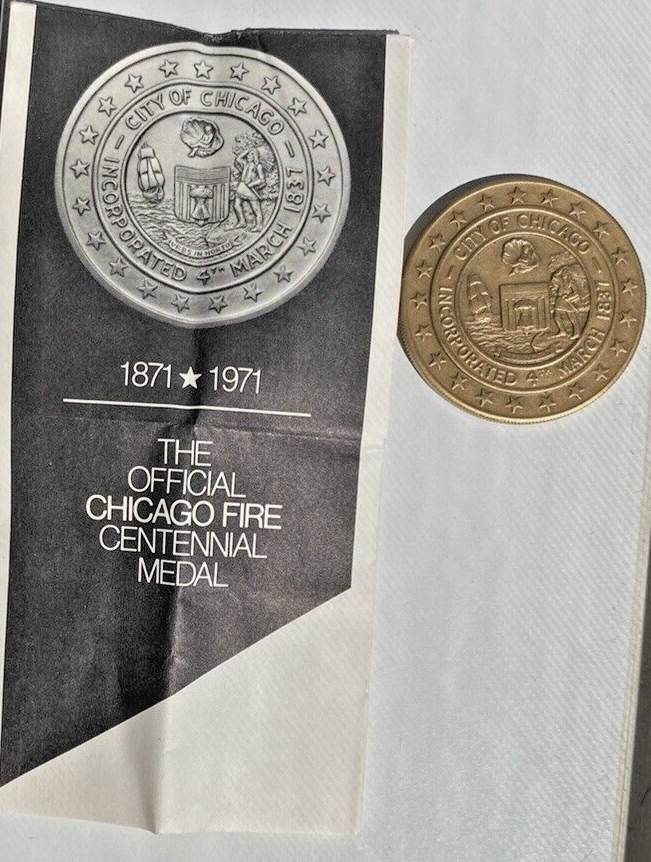 CITY OF CHICAGO
INCORPORATED 4TH MARCH 1837
1871 ★ 1971
THE
OFFICIAL
CHICAGO FIRE
CENTENNIAL
MEDAL
CITY OF CHICAGO
INCORPORATED 4TH MARCH 1837